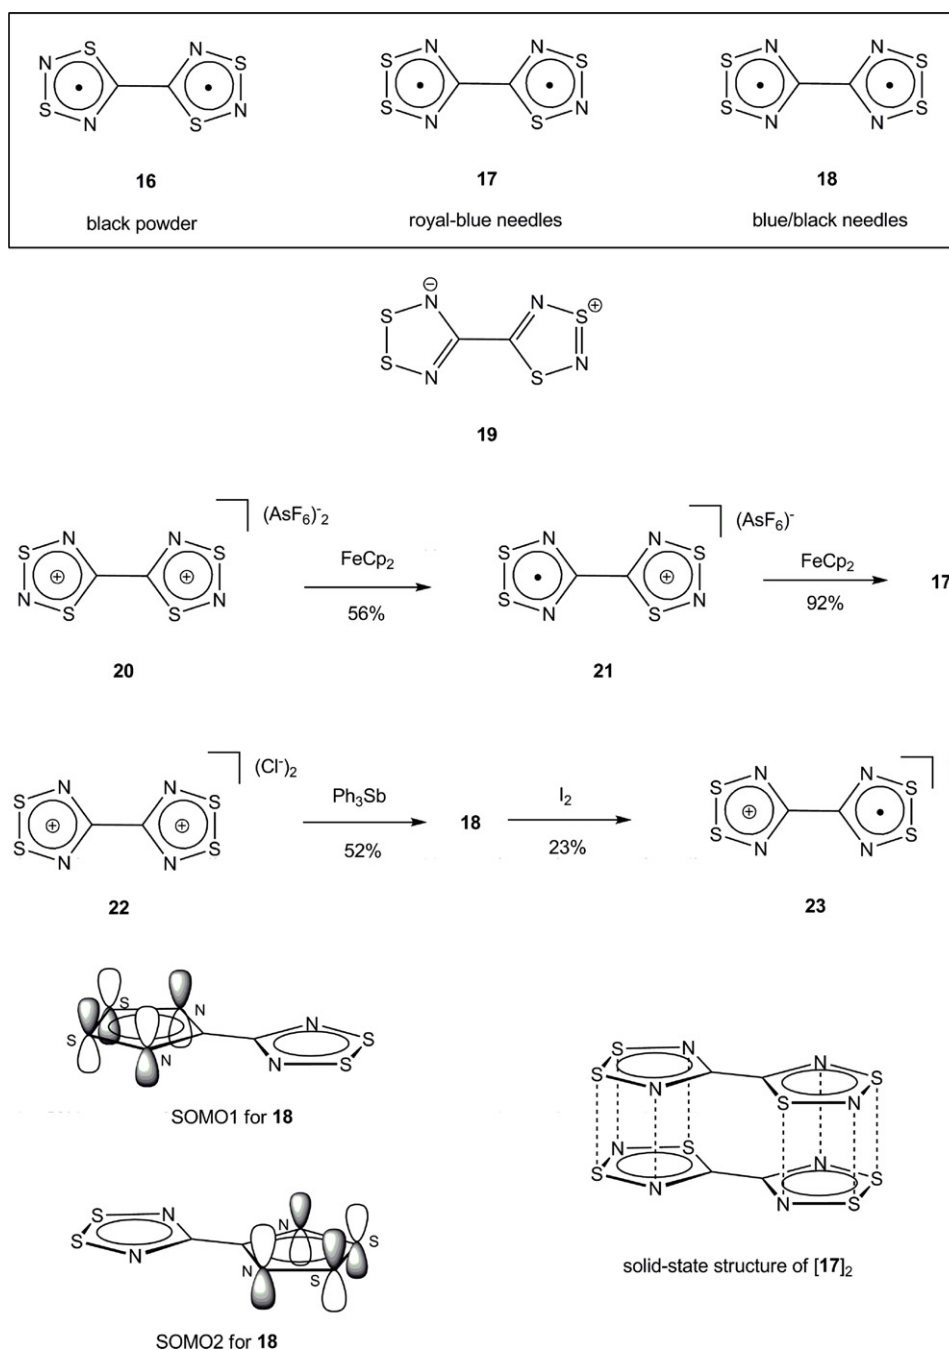 S N N S
N S S N
16
black powder
N N
S S
S N
N S
17
royal-blue needles
N N
S S
S S
N N
18
blue/black needles
⊖
S N N S ⊕
S N S N
19
(AsF6)-2
N N
S S
N S S N
⊕ ⊕
20
FeCp2
56%
(AsF6)-
N N
S S
S N S N
⊕
21
FeCp2
92%
17
(Cl-)2
N N
S S
S S
N N
⊕ ⊕
22
Ph3Sb
52%
18
I2
23%
N N
S S
S S
N N
⊕
23
S N
S N
N S
N S
SOMO1 for 18
S N
S N
N S
N S
SOMO2 for 18
S N N S
S N S N
N S N S
S N N S
solid-state structure of [17]2